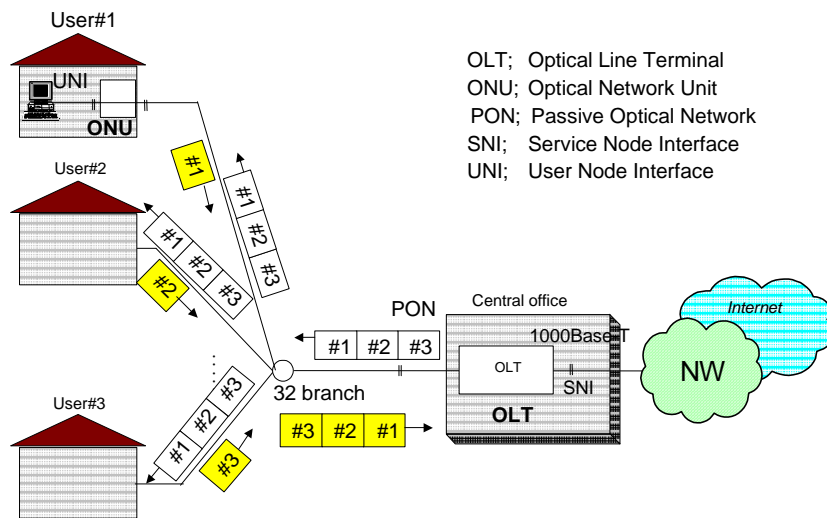 User#1
UNI
ONU
OLT; Optical Line Terminal
ONU; Optical Network Unit
PON; Passive Optical Network
SNI; Service Node Interface
UNI; User Node Interface
#1
#1 #2 #3
User#2
#1 #2 #3
#2
PON
Central office
Internet
1000Base-T
#1 #2 #3
OLT
SNI
NW
32 branch
OLT
#3 #2 #1
User#3
#1 #2 #3
#3